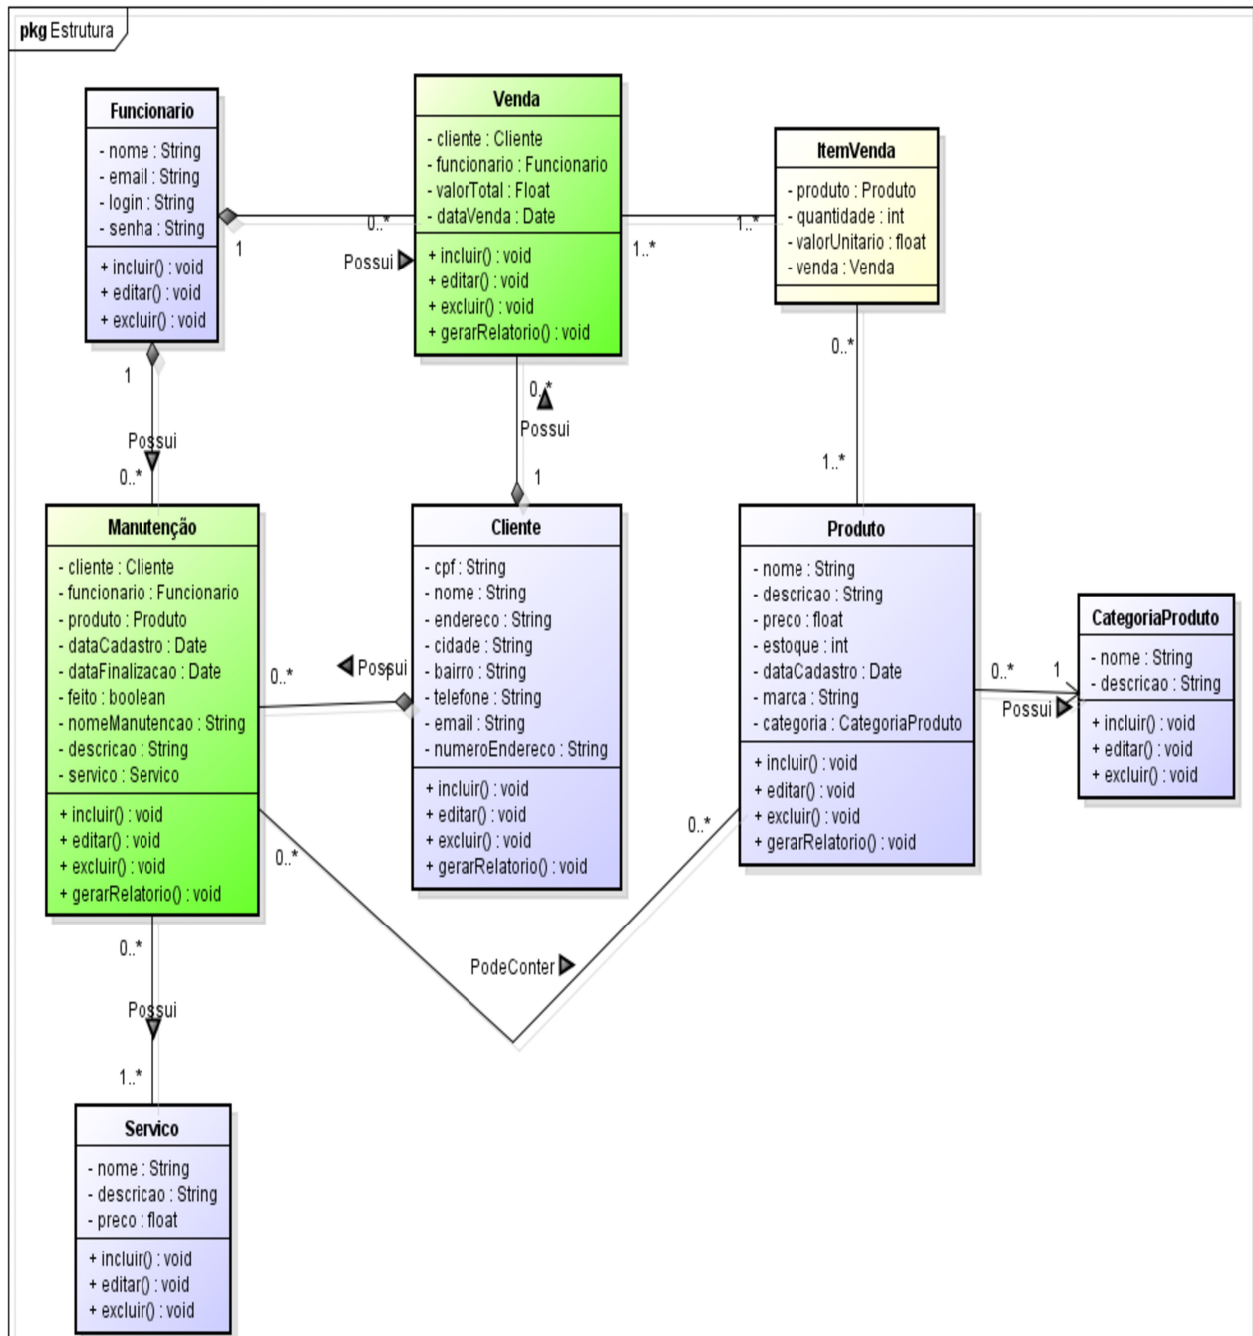 pkg Estrutura
Funcionario
- nome : String
- email : String
- login : String
- senha : String
+ incluir() : void
+ editar() : void
+ excluir() : void
Venda
- cliente : Cliente
- funcionario : Funcionario
- valorTotal : Float
- dataVenda : Date
+ incluir() : void
+ editar() : void
+ excluir() : void
+ gerarRelatorio() : void
ItemVenda
- produto : Produto
- quantidade : int
- valorUnitario : float
- venda : Venda
1
0..*
Possui
1..*
1..*
1
Possui
0..*
0..*
Possui
1
0..*
1..*
Manutenção
- cliente : Cliente
- funcionario : Funcionario
- produto : Produto
- dataCadastro : Date
- dataFinalizacao : Date
- feito : boolean
- nomeManutencao : String
- descricao : String
- servico : Servico
+ incluir() : void
+ editar() : void
+ excluir() : void
+ gerarRelatorio() : void
0..*
Possui
Cliente
- cpf : String
- nome : String
- endereco : String
- cidade : String
- bairro : String
- telefone : String
- email : String
- numeroEndereco : String
+ incluir() : void
+ editar() : void
+ excluir() : void
+ gerarRelatorio() : void
Produto
- nome : String
- descricao : String
- preco : float
- estoque : int
- dataCadastro : Date
- marca : String
- categoria : CategoriaProduto
+ incluir() : void
+ editar() : void
+ excluir() : void
+ gerarRelatorio() : void
0..*
1
Possui
CategoriaProduto
- nome : String
- descricao : String
+ incluir() : void
+ editar() : void
+ excluir() : void
0..*
PodeConter
0..*
0..*
Possui
1..*
Servico
- nome : String
- descricao : String
- preco : float
+ incluir() : void
+ editar() : void
+ excluir() : void